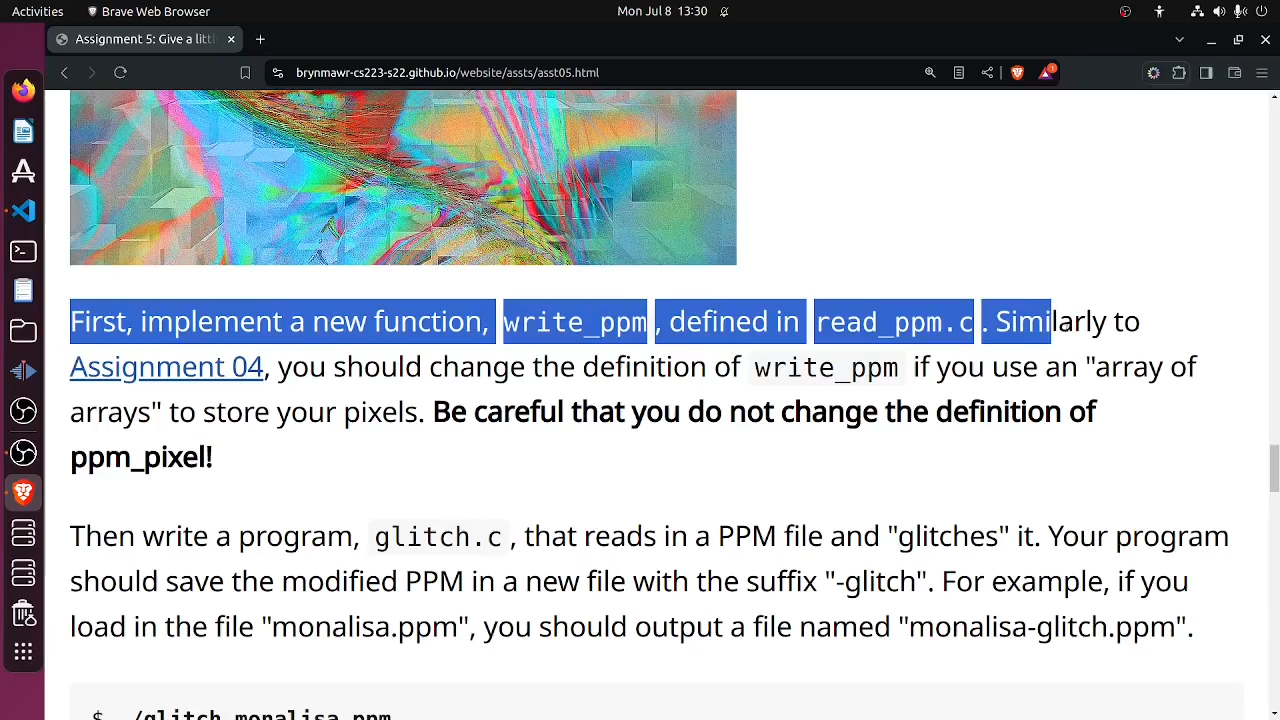 Activities
Brave Web Browser
Mon Jul 8 13:30
Assignment 5: Give a littl
brynmawr-cs223-s22.github.io/website/assts/asst05.html
1
First, implement a new function, write_ppm , defined in read_ppm.c . Similarly to
Assignment 04, you should change the definition of write_ppm if you use an "array of
arrays" to store your pixels. Be careful that you do not change the definition of
ppm_pixel!
Then write a program, glitch.c , that reads in a PPM file and "glitches" it. Your program
should save the modified PPM in a new file with the suffix "-glitch". For example, if you
load in the file "monalisa.ppm", you should output a file named "monalisa-glitch.ppm".
$ ./glitch monalisa.ppm